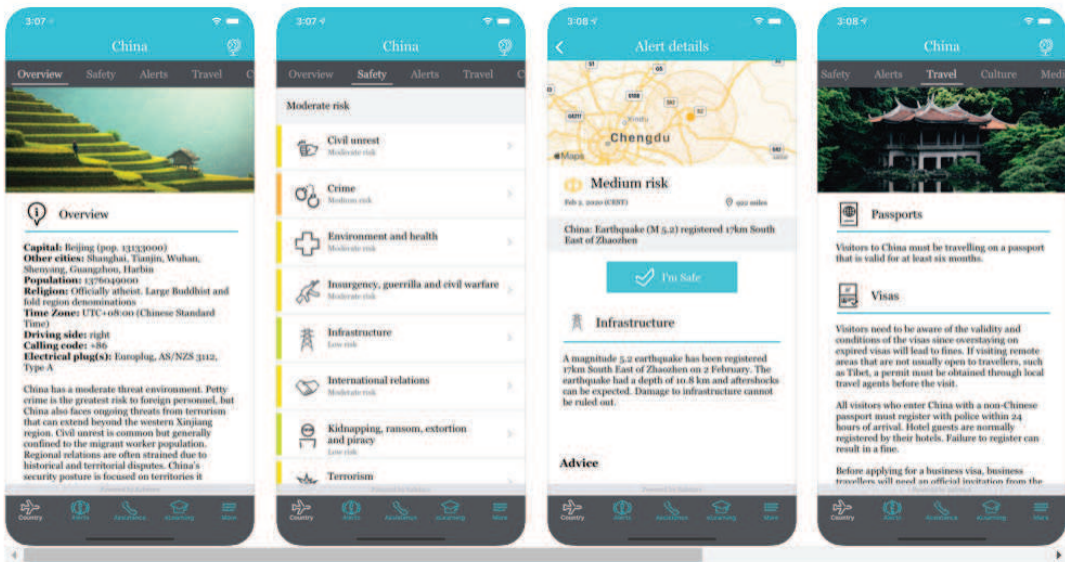 3:07
China
Overview Safety Alerts Travel C
Overview
Capital: Beijing (pop. 13133000)
Other cities: Shanghai, Tianjin, Wuhan,
Shenyang, Guangzhou, Harbin
Population: 1376049000
Religion: Officially atheist. Large Buddhist and
fold region denominations
Time Zone: UTC+08:00 (Chinese Standard
Time)
Driving side: right
Calling code: +86
Electrical plug(s): Europlug, AS/NZS 3112,
Type A
China has a moderate threat environment. Petty
crime is the greatest risk to foreign personnel, but
China also faces ongoing threats from terrorism
that can extend beyond the western Xinjiang
region. Civil unrest is common but generally
confined to the migrant worker population.
Regional relations are often strained due to
historical and territorial disputes. China's
security posture is focused on territories it
Country Alerts Assistance eLearning More
3:07
China
Overview Safety Alerts Travel C
Moderate risk
Civil unrest
Moderate risk
Crime
Medium risk
Environment and health
Moderate risk
Insurgency, guerrilla and civil warfare
Moderate risk
Infrastructure
Low risk
International relations
Moderate risk
Kidnapping, ransom, extortion
and piracy
Low risk
Terrorism
Country Alerts Assistance eLearning More
3:08
Alert details
Xindu
Chengdu
Maps
Medium risk
Feb 2, 2020 (CEST) 922 miles
China: Earthquake (M 5.2) registered 17km South
East of Zhaozhen
I'm Safe
Infrastructure
A magnitude 5.2 earthquake has been registered
17km South East of Zhaozhen on 2 February. The
earthquake had a depth of 10.8 km and aftershocks
can be expected. Damage to infrastructure cannot
be ruled out.
Advice
Country Alerts Assistance eLearning More
3:08
China
Safety Alerts Travel Culture Medi
Passports
Visitors to China must be travelling on a passport
that is valid for at least six months.
Visas
Visitors need to be aware of the validity and
conditions of the visas since overstaying on
expired visas will lead to fines. If visiting remote
areas that are not usually open to travellers, such
as Tibet, a permit must be obtained through local
travel agents before the visit.
All visitors who enter China with a non-Chinese
passport must register with police within 24
hours of arrival. Hotel guests are normally
registered by their hotels. Failure to register can
result in a fine.
Before applying for a business visa, business
travellers will need an official invitation from the
Country Alerts Assistance eLearning More